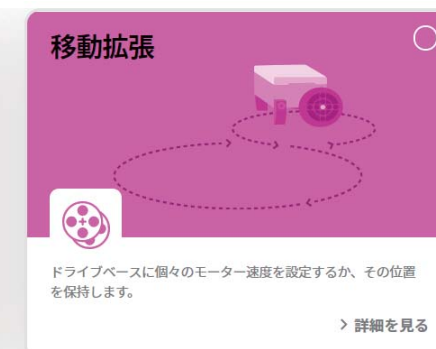 移動拡張
ドライブベースに個々のモーター速度を設定するか、その位置
を保持します。
> 詳細を見る